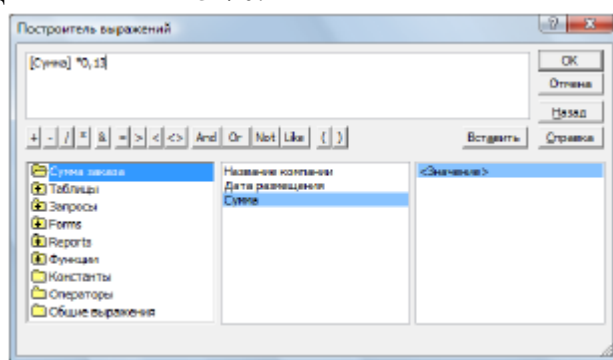 Построитель выражений
[Сумма] *0,13
ОК
Отмена
Назад
+ - / * & = > < <> And Or Not Like ( )
Вставить
Справка
Сумма заказа
Таблицы
Запросы
Forms
Reports
Функции
Константы
Операторы
Общие выражения
Название компании
Дата размещения
Сумма
<Значение>